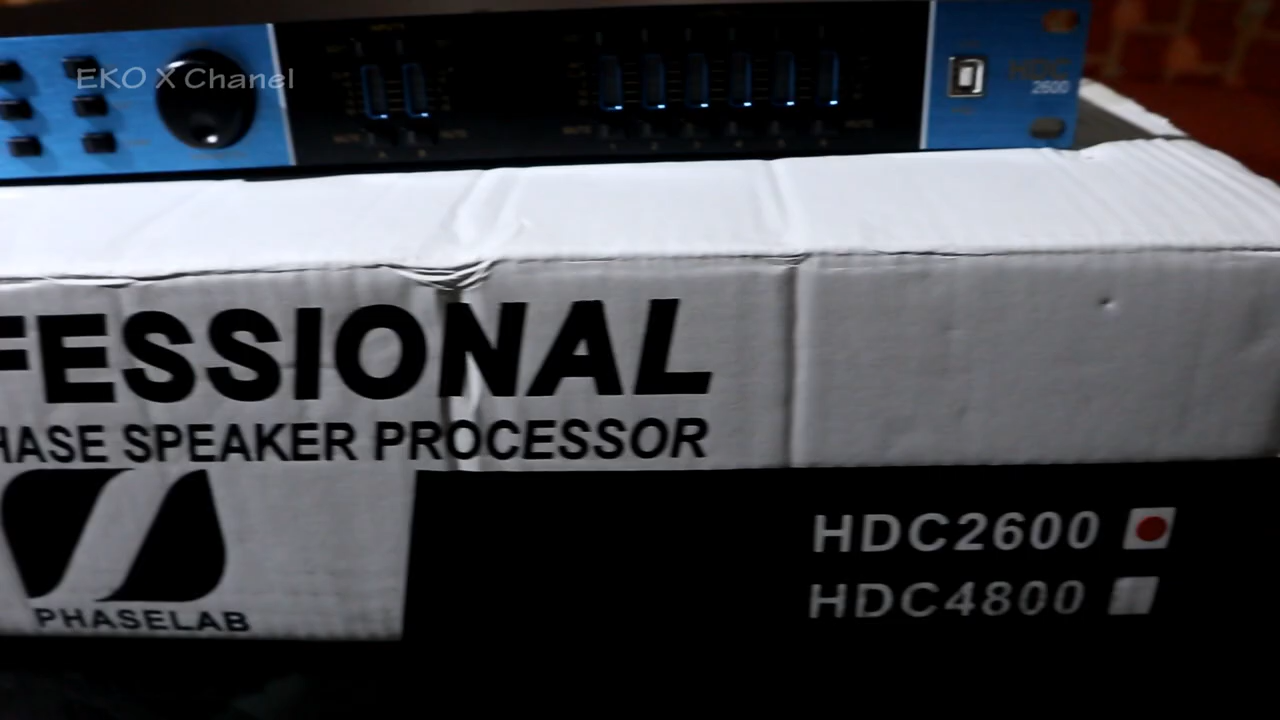 EKO X Chanel
HDC
2600
FESSIONAL
HASE SPEAKER PROCESSOR
PHASELAB
HDC2600
HDC4800